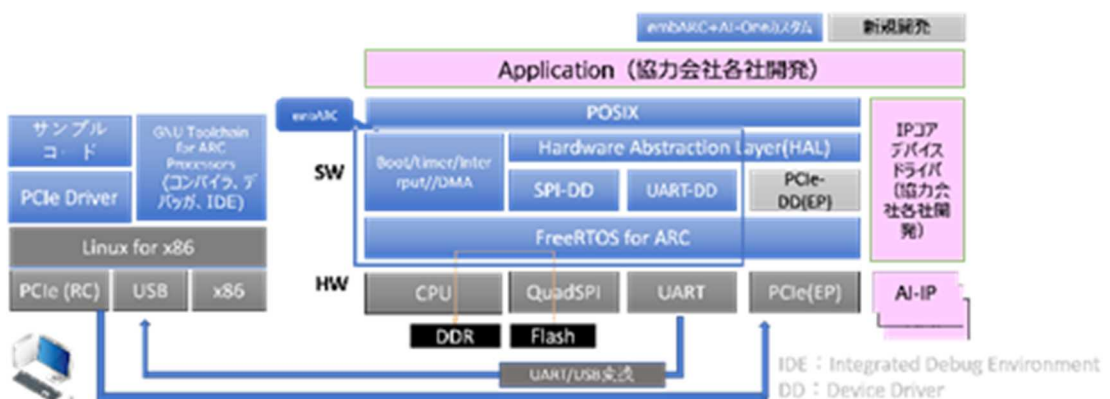 embARC+AI-Oneカスタム
新規開発
Application（協力会社各社開発）
embARC
POSIX
サンプル
コード
GNU Toolchain
for ARC
Processors
（コンパイラ、デ
バッガ、IDE）
PCIe Driver
Linux for x86
PCIe (RC)
USB
x86
SW
Boot/timer/Inter
rput//DMA
Hardware Abstraction Layer(HAL)
SPI-DD
UART-DD
PCIe-
DD(EP)
FreeRTOS for ARC
IPコア
デバイス
ドライバ
（協力会
社各社開
発）
HW
CPU
QuadSPI
UART
PCIe(EP)
AI-IP
DDR
Flash
UART/USB変換
IDE：Integrated Debug Environment
DD：Device Driver